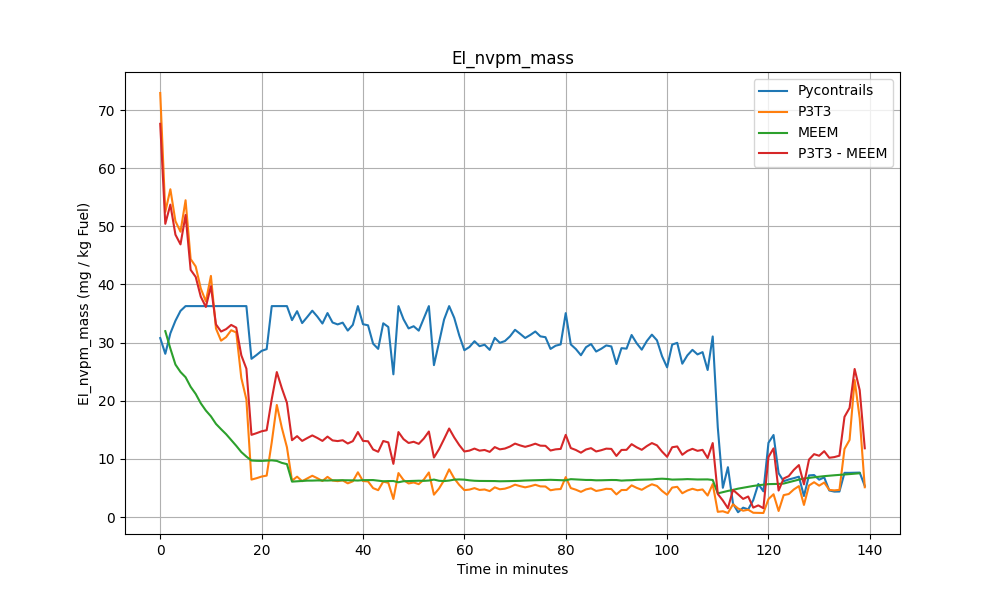 EI_nvpm_mass
Pycontrails
P3T3
MEEM
P3T3 - MEEM
EI_nvpm_mass (mg / kg Fuel)
70
60
50
40
30
20
10
0
0 20 40 60 80 100 120 140
Time in minutes